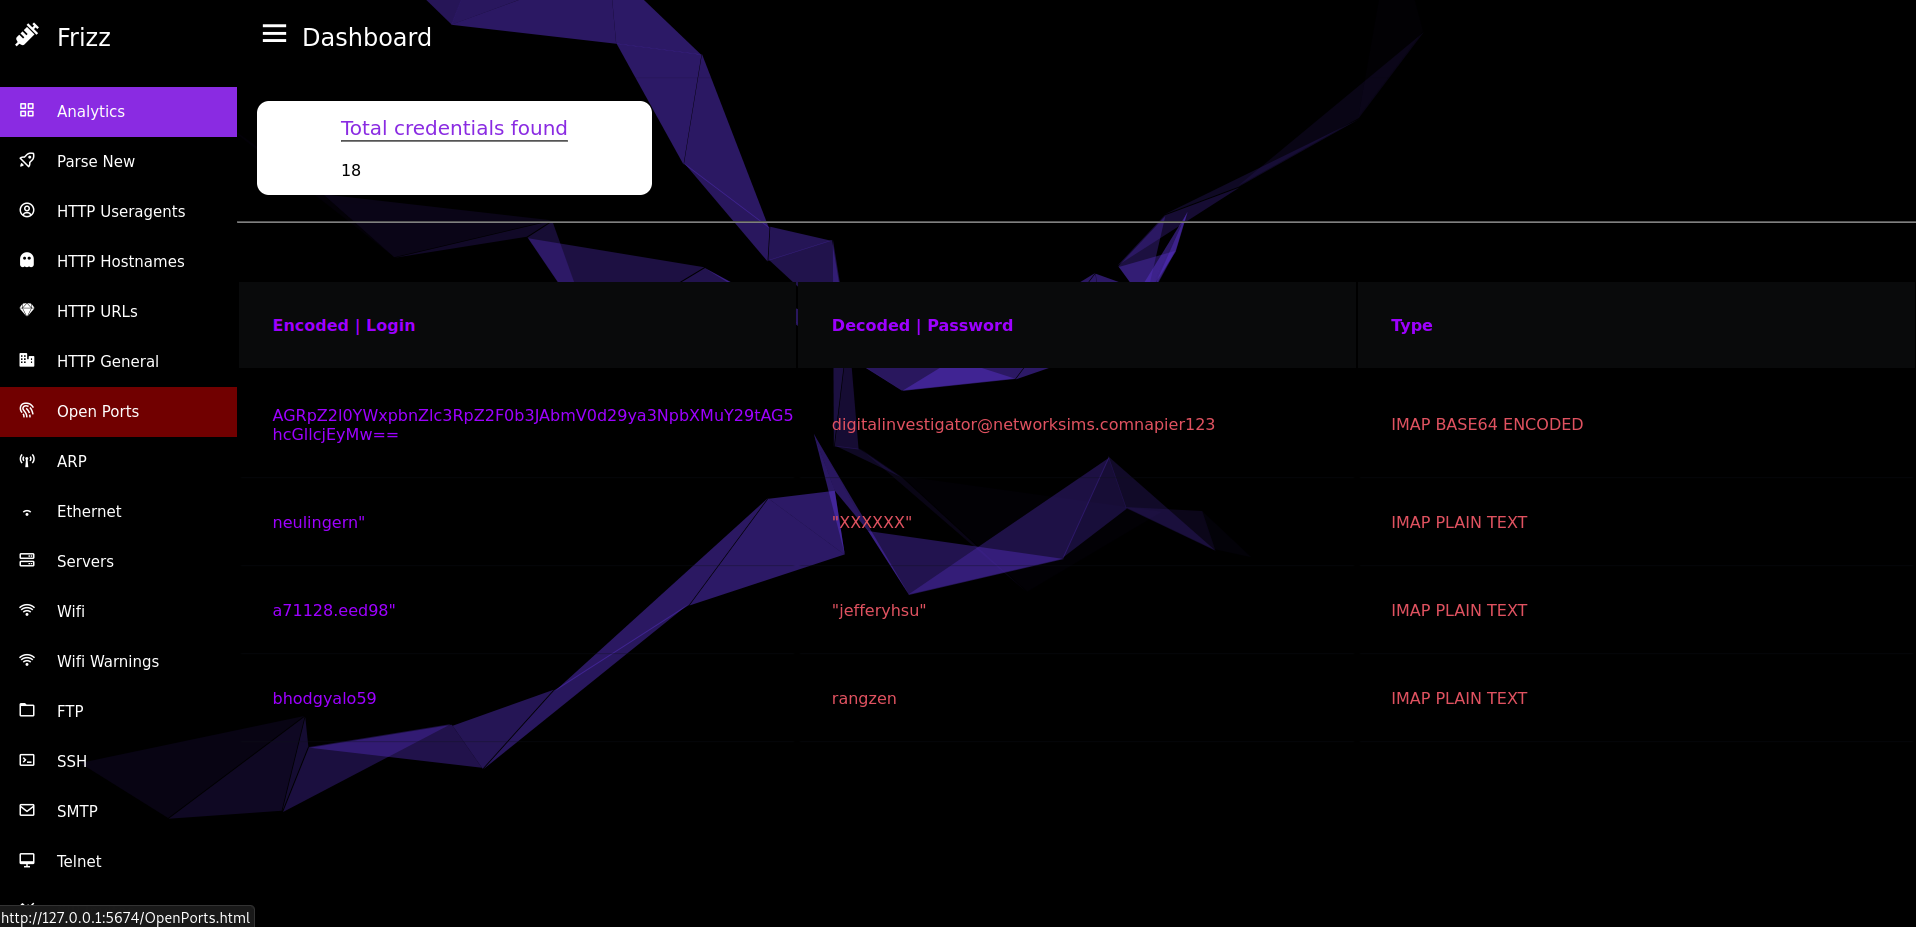 Frizz
Dashboard
Analytics
Parse New
HTTP Useragents
HTTP Hostnames
HTTP URLs
HTTP General
Open Ports
ARP
Ethernet
Servers
Wifi
Wifi Warnings
FTP
SSH
SMTP
Telnet
Total credentials found
18
Encoded | Login
Decoded | Password
Type
AGRpZ2l0YWxpbnZlc3RpZ2F0b3JAbmV0d29ya3NpbXMuY29tAG5
hcGllcjEyMw==
digitalinvestigator@networksims.comnapier123
IMAP BASE64 ENCODED
neulingern"
"XXXXXX"
IMAP PLAIN TEXT
a71128.eed98"
"jefferyhsu"
IMAP PLAIN TEXT
bhodgyalo59
rangzen
IMAP PLAIN TEXT
http://127.0.0.1:5674/OpenPorts.html